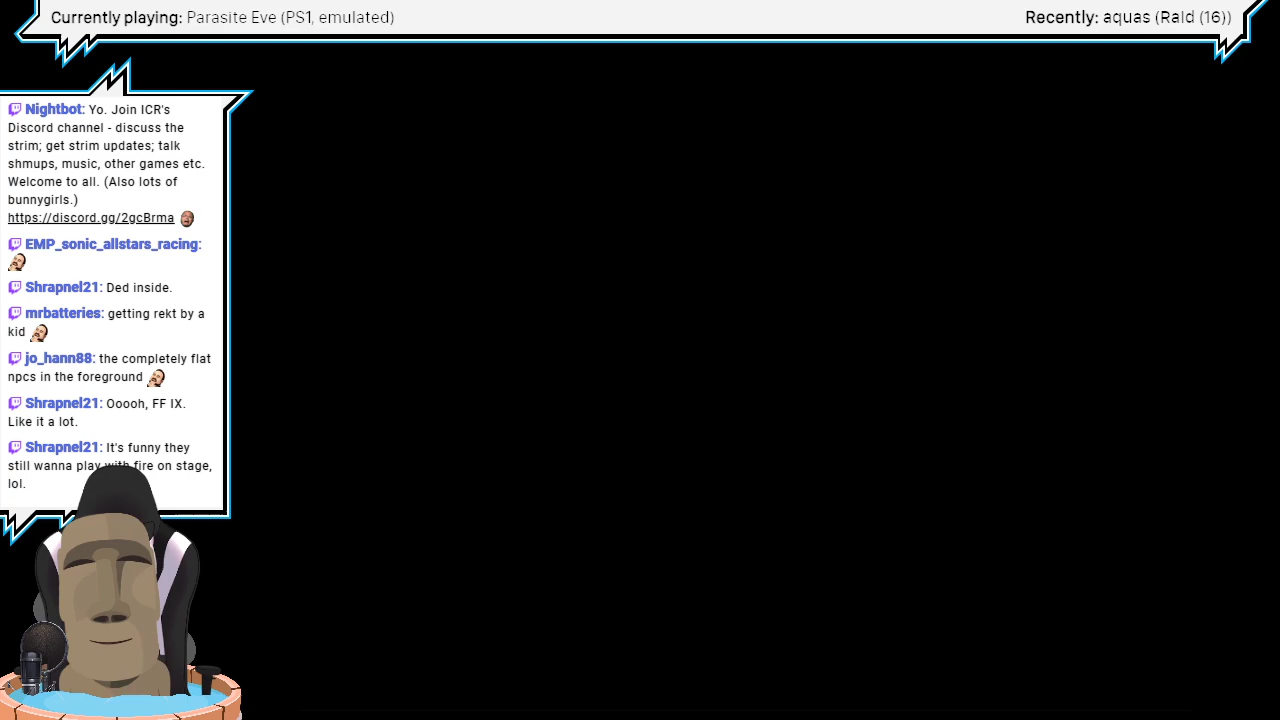 Currently playing: Parasite Eve (PS1, emulated)
Recently: aquas (Raid (16))
Nightbot: Yo. Join ICR's
Discord channel - discuss the
strim; get strim updates; talk
shmups, music, other games etc.
Welcome to all. (Also lots of
bunnygirls.)
https://discord.gg/2gcBrma
EMP_sonic_allstars_racing:
Shrapnel21: Ded inside.
mrbatteries: getting rekt by a
kid
jo_hann88: the completely flat
npcs in the foreground
Shrapnel21: Ooooh, FF IX.
Like it a lot.
Shrapnel21: It's funny they
still wanna play with fire on stage,
lol.